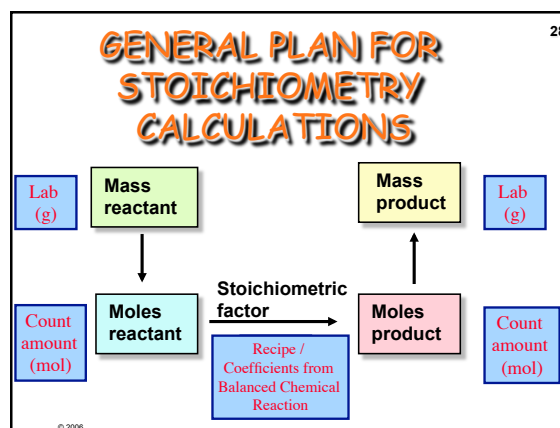 28
GENERAL PLAN FOR
STOICHIOMETRY
CALCULATIONS
Lab
(g)
Mass
reactant
Mass
product
Lab
(g)
Count
amount
(mol)
Moles
reactant
Stoichiometric
factor
Recipe /
Coefficients from
Balanced Chemical
Reaction
Moles
product
Count
amount
(mol)
© 2006